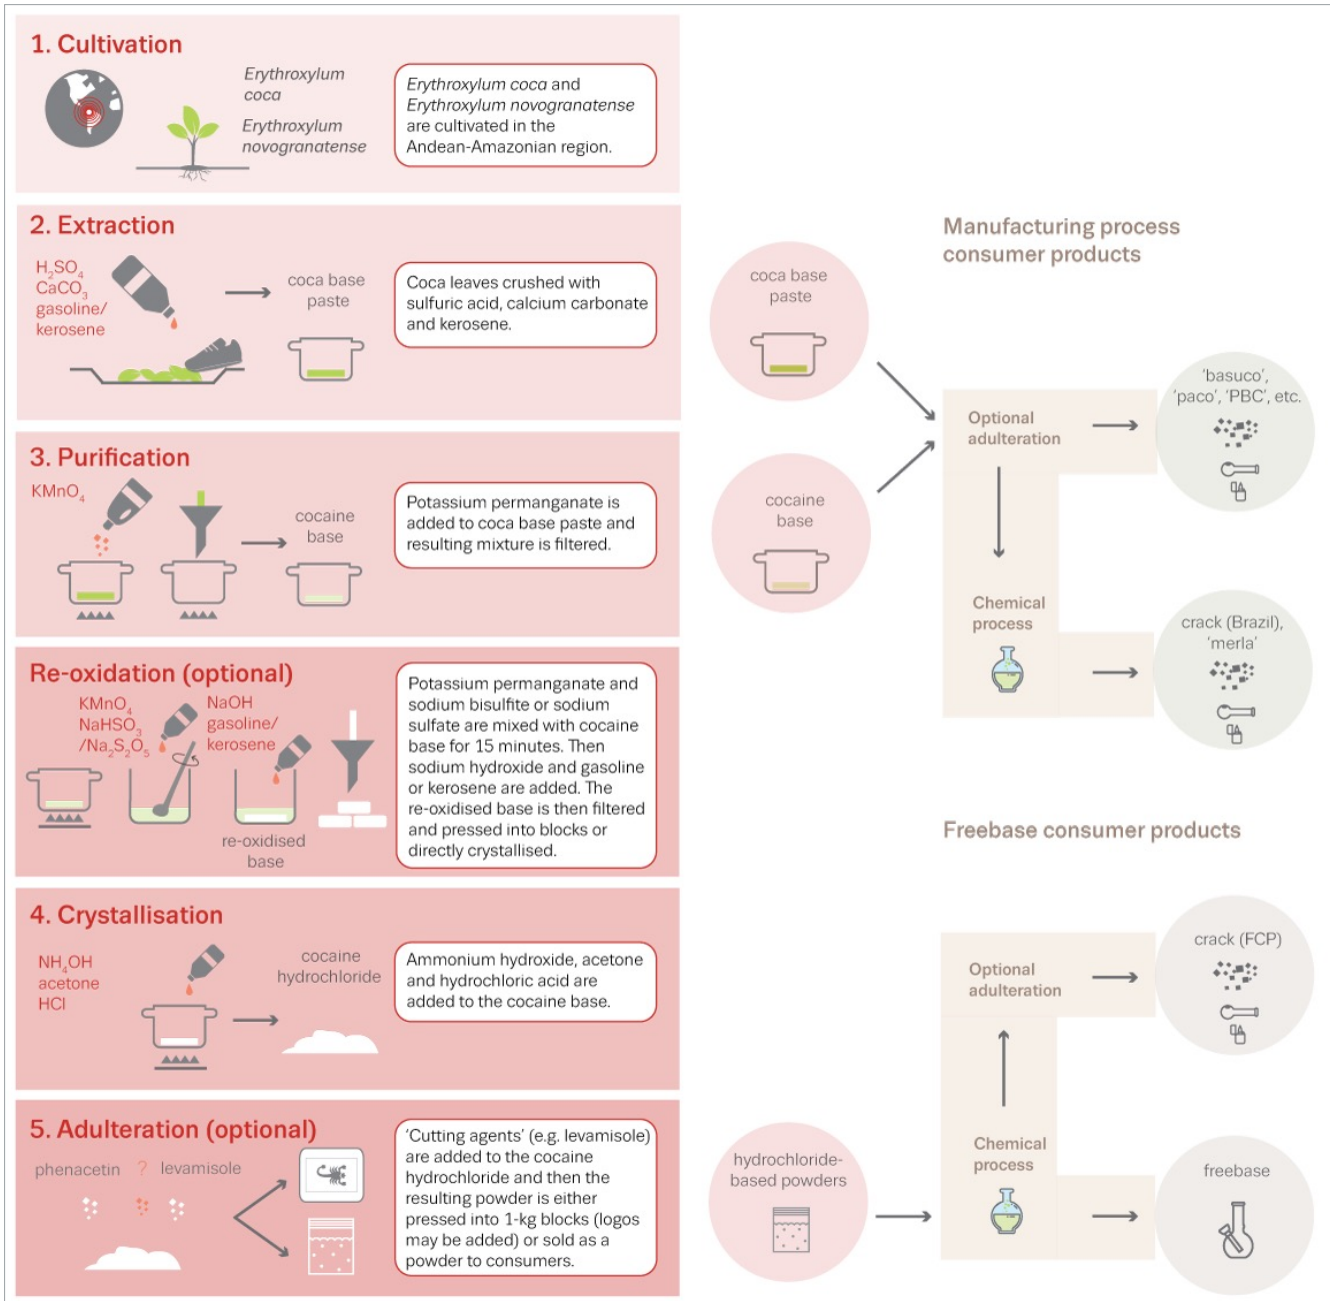 1. Cultivation
Erythroxylum
coca
Erythroxylum
novogranatense
Erythroxylum coca and
Erythroxylum novogranatense
are cultivated in the
Andean-Amazonian region.
2. Extraction
H₂SO₄
CaCO₃
gasoline/
kerosene
coca base
paste
Coca leaves crushed with
sulfuric acid, calcium carbonate
and kerosene.
3. Purification
KMnO₄
cocaine
base
Potassium permanganate is
added to coca base paste and
resulting mixture is filtered.
Re-oxidation (optional)
KMnO₄
NaHSO₃
/Na₂S₂O₅
NaOH
gasoline/
kerosene
re-oxidised
base
Potassium permanganate and
sodium bisulfite or sodium
sulfate are mixed with cocaine
base for 15 minutes. Then
sodium hydroxide and gasoline
or kerosene are added. The
re-oxidised base is then filtered
and pressed into blocks or
directly crystallised.
4. Crystallisation
NH₄OH
acetone
HCl
cocaine
hydrochloride
Ammonium hydroxide, acetone
and hydrochloric acid are
added to the cocaine base.
5. Adulteration (optional)
phenacetin ? levamisole
'Cutting agents' (e.g. levamisole)
are added to the cocaine
hydrochloride and then the
resulting powder is either
pressed into 1-kg blocks (logos
may be added) or sold as a
powder to consumers.
Manufacturing process
consumer products
coca base
paste
cocaine
base
Optional
adulteration
'basuco',
'paco', 'PBC', etc.
Chemical
process
crack (Brazil),
'merla'
Freebase consumer products
Optional
adulteration
crack (FCP)
hydrochloride-
based powders
Chemical
process
freebase